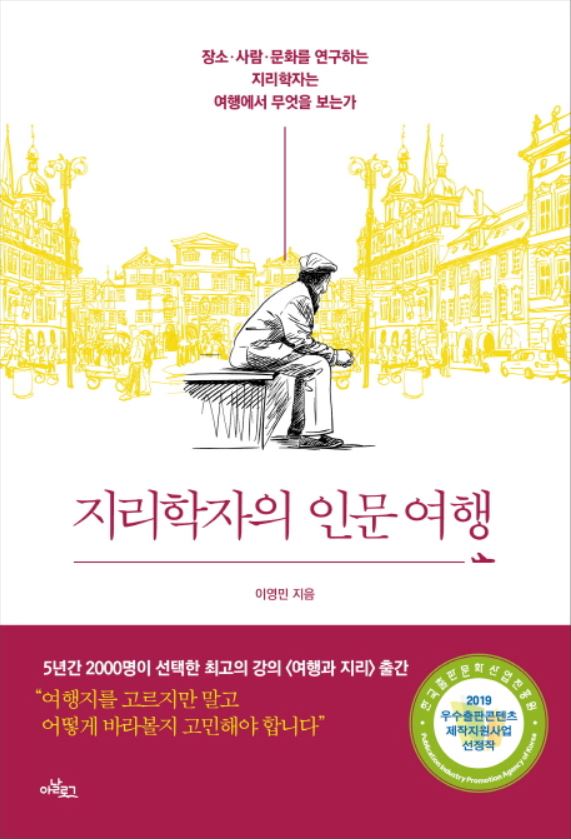 장소·사람·문화를 연구하는
지리학자는
여행에서 무엇을 보는가
지리학자의 인문 여행
이영민 지음
5년간 2000명이 선택한 최고의 강의 〈여행과 지리〉 출간
“여행지를 고르지만 말고
어떻게 바라볼지 고민해야 합니다”
한국출판문화산업진흥원
2019
우수출판콘텐츠
제작지원사업
선정작
Publication Industry Promotion Agency of Korea
아날로그